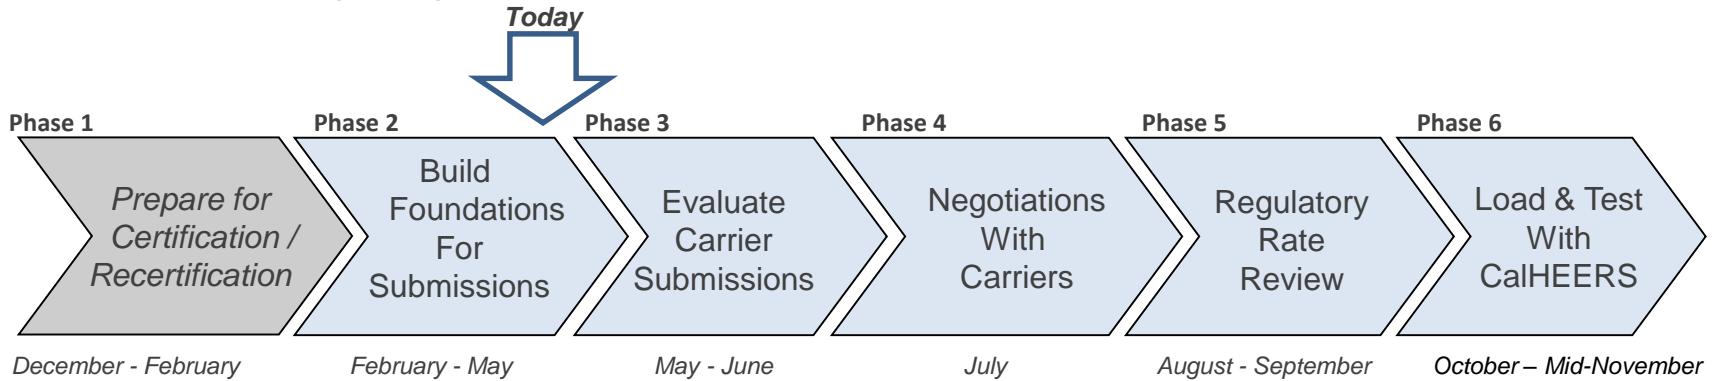 Today
Phase 1
Phase 2
Phase 3
Phase 4
Phase 5
Phase 6
Prepare for
Certification /
Recertification
Build
Foundations
For
Submissions
Evaluate
Carrier
Submissions
Negotiations
With
Carriers
Regulatory
Rate
Review
Load & Test
With
CalHEERS
December - February
February - May
May - June
July
August - September
October – Mid-November